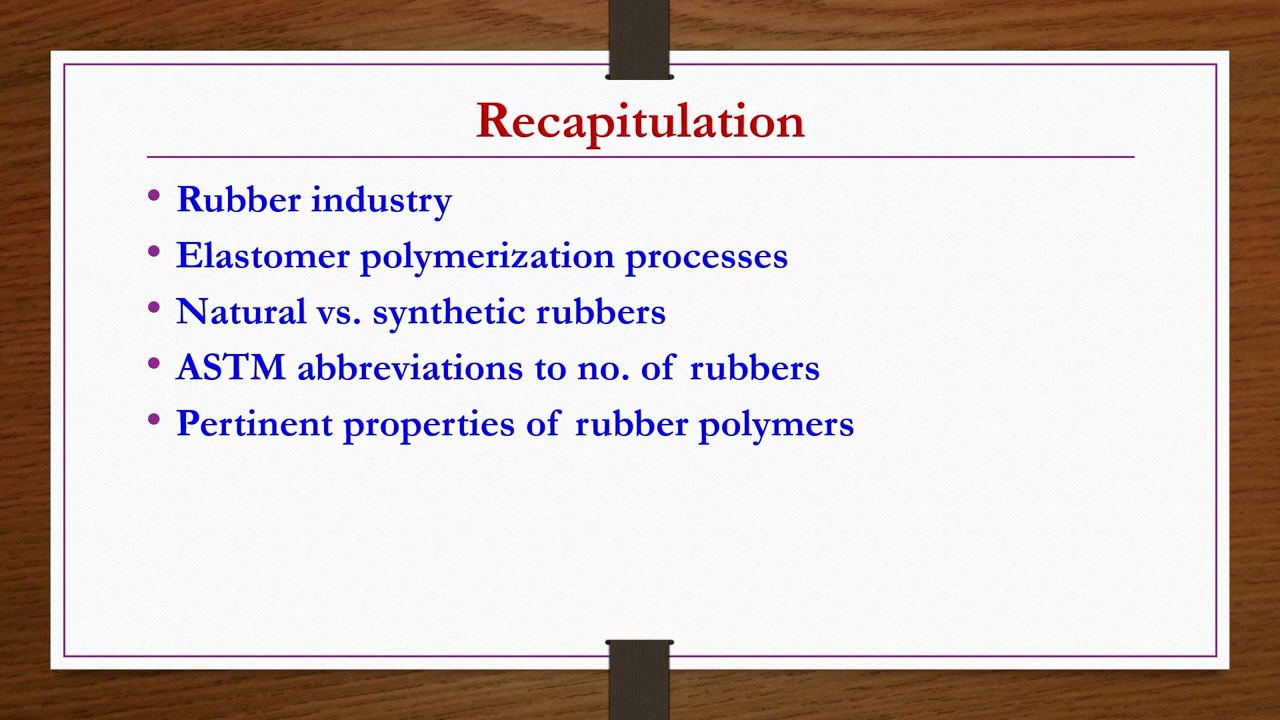 Recapitulation
• Rubber industry
• Elastomer polymerization processes
• Natural vs. synthetic rubbers
• ASTM abbreviations to no. of rubbers
• Pertinent properties of rubber polymers